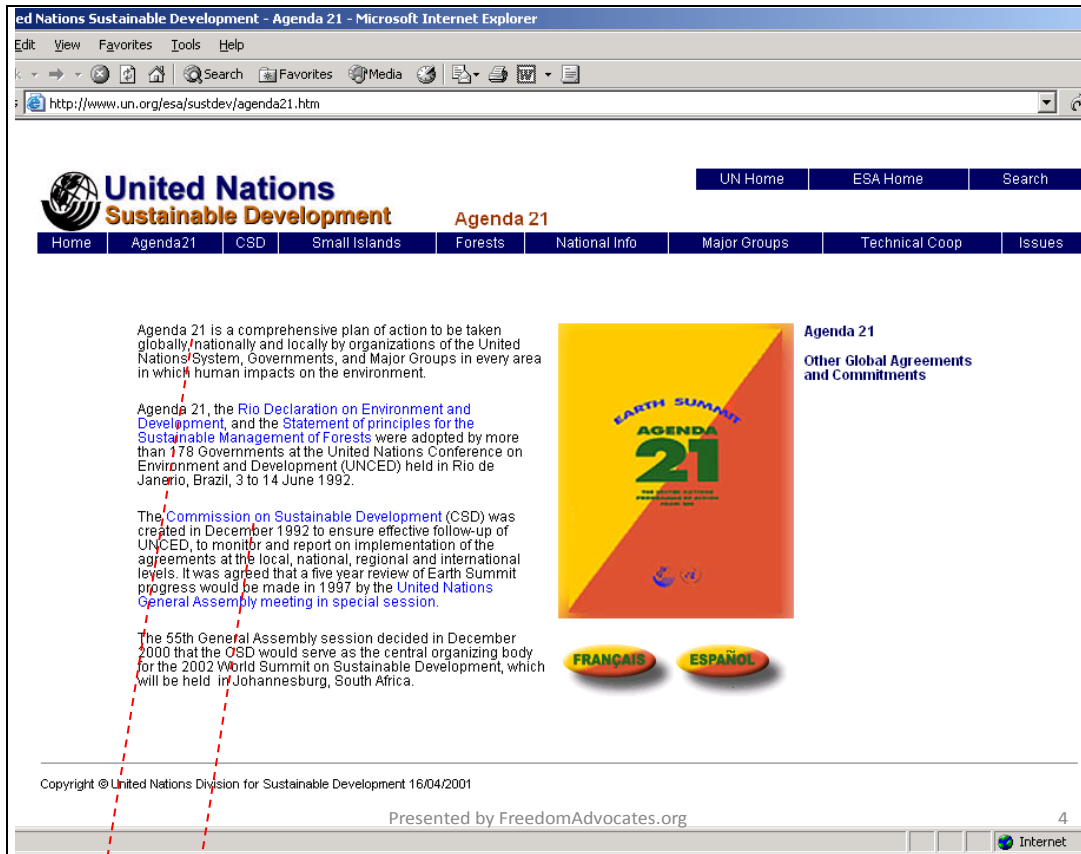 ed Nations Sustainable Development - Agenda 21 - Microsoft Internet Explorer
Edit View Favorites Tools Help
Search Favorites Media
http://www.un.org/esa/sustdev/agenda21.htm
UN Home ESA Home Search
United Nations
Sustainable Development Agenda 21
Home Agenda21 CSD Small Islands Forests National Info Major Groups Technical Coop Issues
Agenda 21 is a comprehensive plan of action to be taken
globally, nationally and locally by organizations of the United
Nations System, Governments, and Major Groups in every area
in which human impacts on the environment.
Agenda 21, the Rio Declaration on Environment and
Development, and the Statement of principles for the
Sustainable Management of Forests were adopted by more
than 178 Governments at the United Nations Conference on
Environment and Development (UNCED) held in Rio de
Janerio, Brazil, 3 to 14 June 1992.
The Commission on Sustainable Development (CSD) was
created in December 1992 to ensure effective follow-up of
UNCED, to monitor and report on implementation of the
agreements at the local, national, regional and international
levels. It was agreed that a five year review of Earth Summit
progress would be made in 1997 by the United Nations
General Assembly meeting in special session.
The 55th General Assembly session decided in December
2000 that the CSD would serve as the central organizing body
for the 2002 World Summit on Sustainable Development, which
will be held in Johannesburg, South Africa.
EARTH SUMMIT
AGENDA
21
THE UNITED NATIONS
PROGRAMME OF ACTION
FROM RIO
FRANÇAIS ESPAÑOL
Agenda 21
Other Global Agreements
and Commitments
Copyright © United Nations Division for Sustainable Development 16/04/2001
Presented by FreedomAdvocates.org 4
Internet